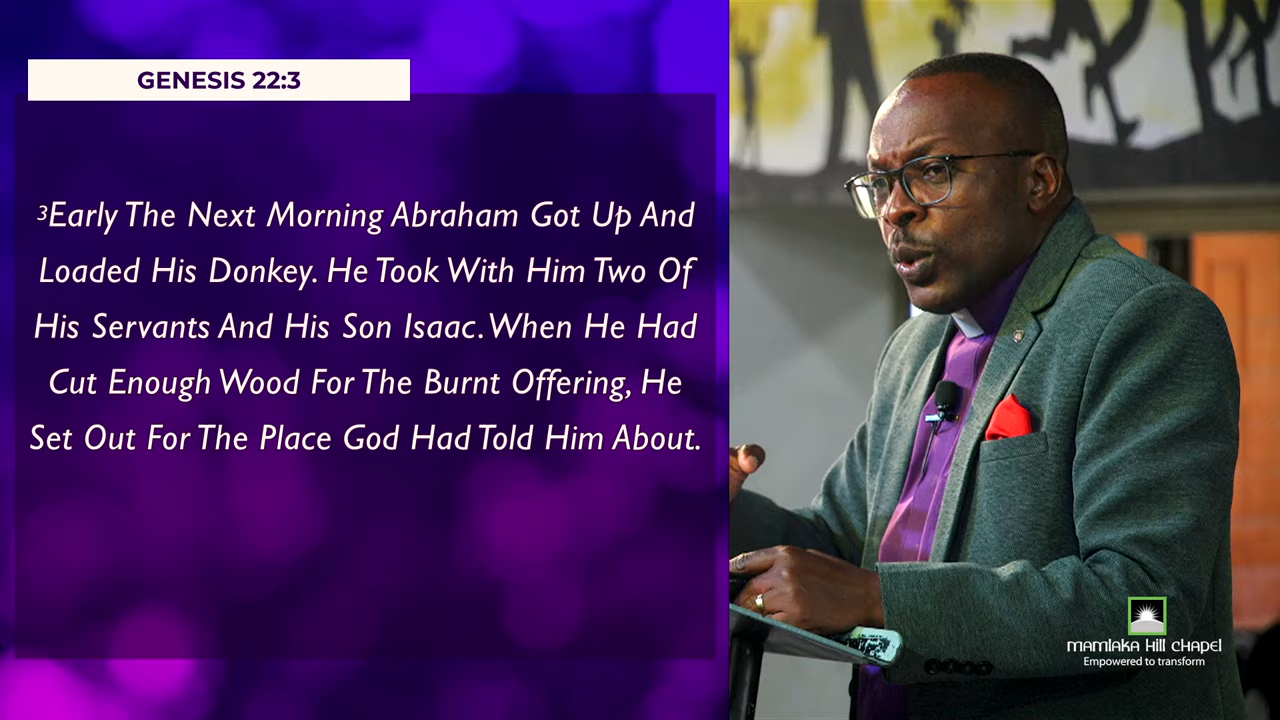 GENESIS 22:3
³Early The Next Morning Abraham Got Up And
Loaded His Donkey. He Took With Him Two Of
His Servants And His Son Isaac. When He Had
Cut Enough Wood For The Burnt Offering, He
Set Out For The Place God Had Told Him About.
mamlaka hill chapel
Empowered to transform